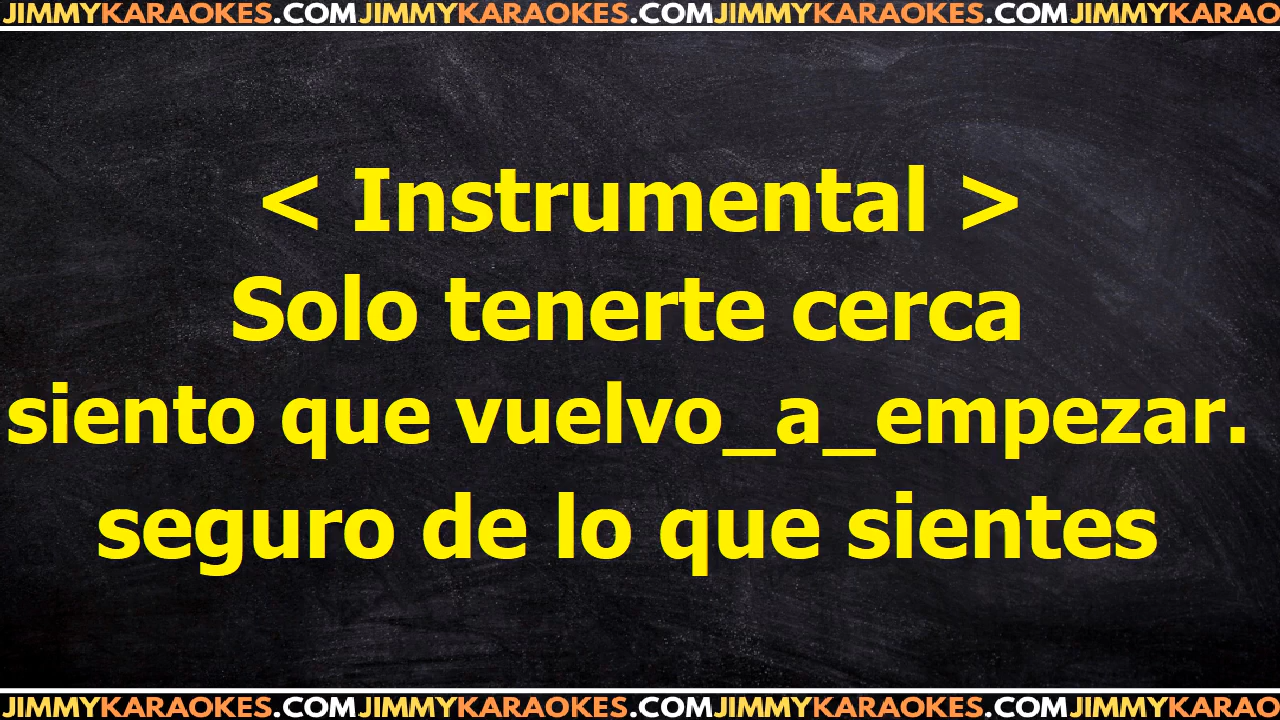 JIMMYKARAOKES.COMJIMMYKARAOKES.COMJIMMYKARAOKES.COMJIMMYKARAO
< Instrumental >
Solo tenerte cerca
siento que vuelvo_a_empezar.
seguro de lo que sientes
JIMMYKARAOKES.COMJIMMYKARAOKES.COMJIMMYKARAOKES.COMJIMMYKARAO